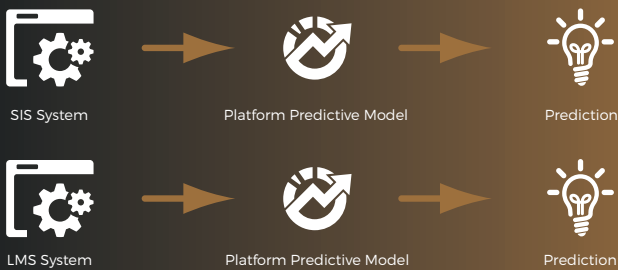 SIS System
Platform Predictive Model
Prediction
LMS System
Platform Predictive Model
Prediction